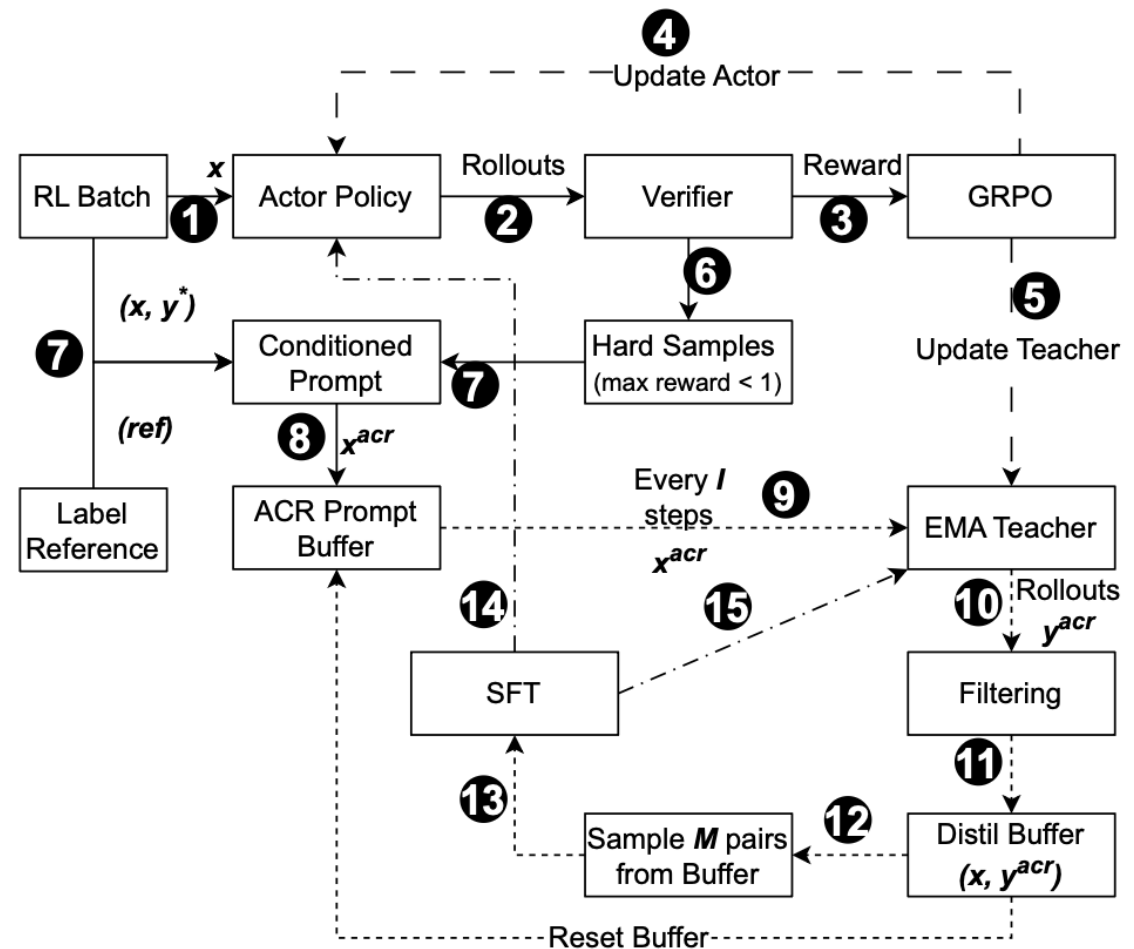 4
Update Actor
RL Batch
x
1
Actor Policy
Rollouts
2
Verifier
Reward
3
GRPO
6
5
(x, y*)
7
Conditioned
Prompt
7
Hard Samples
(max reward < 1)
Update Teacher
(ref)
8
x^acr
Label
Reference
ACR Prompt
Buffer
Every I
steps
9
x^acr
EMA Teacher
14
15
10
Rollouts
y^acr
SFT
Filtering
13
11
Sample M pairs
from Buffer
12
Distil Buffer
(x, y^acr)
Reset Buffer